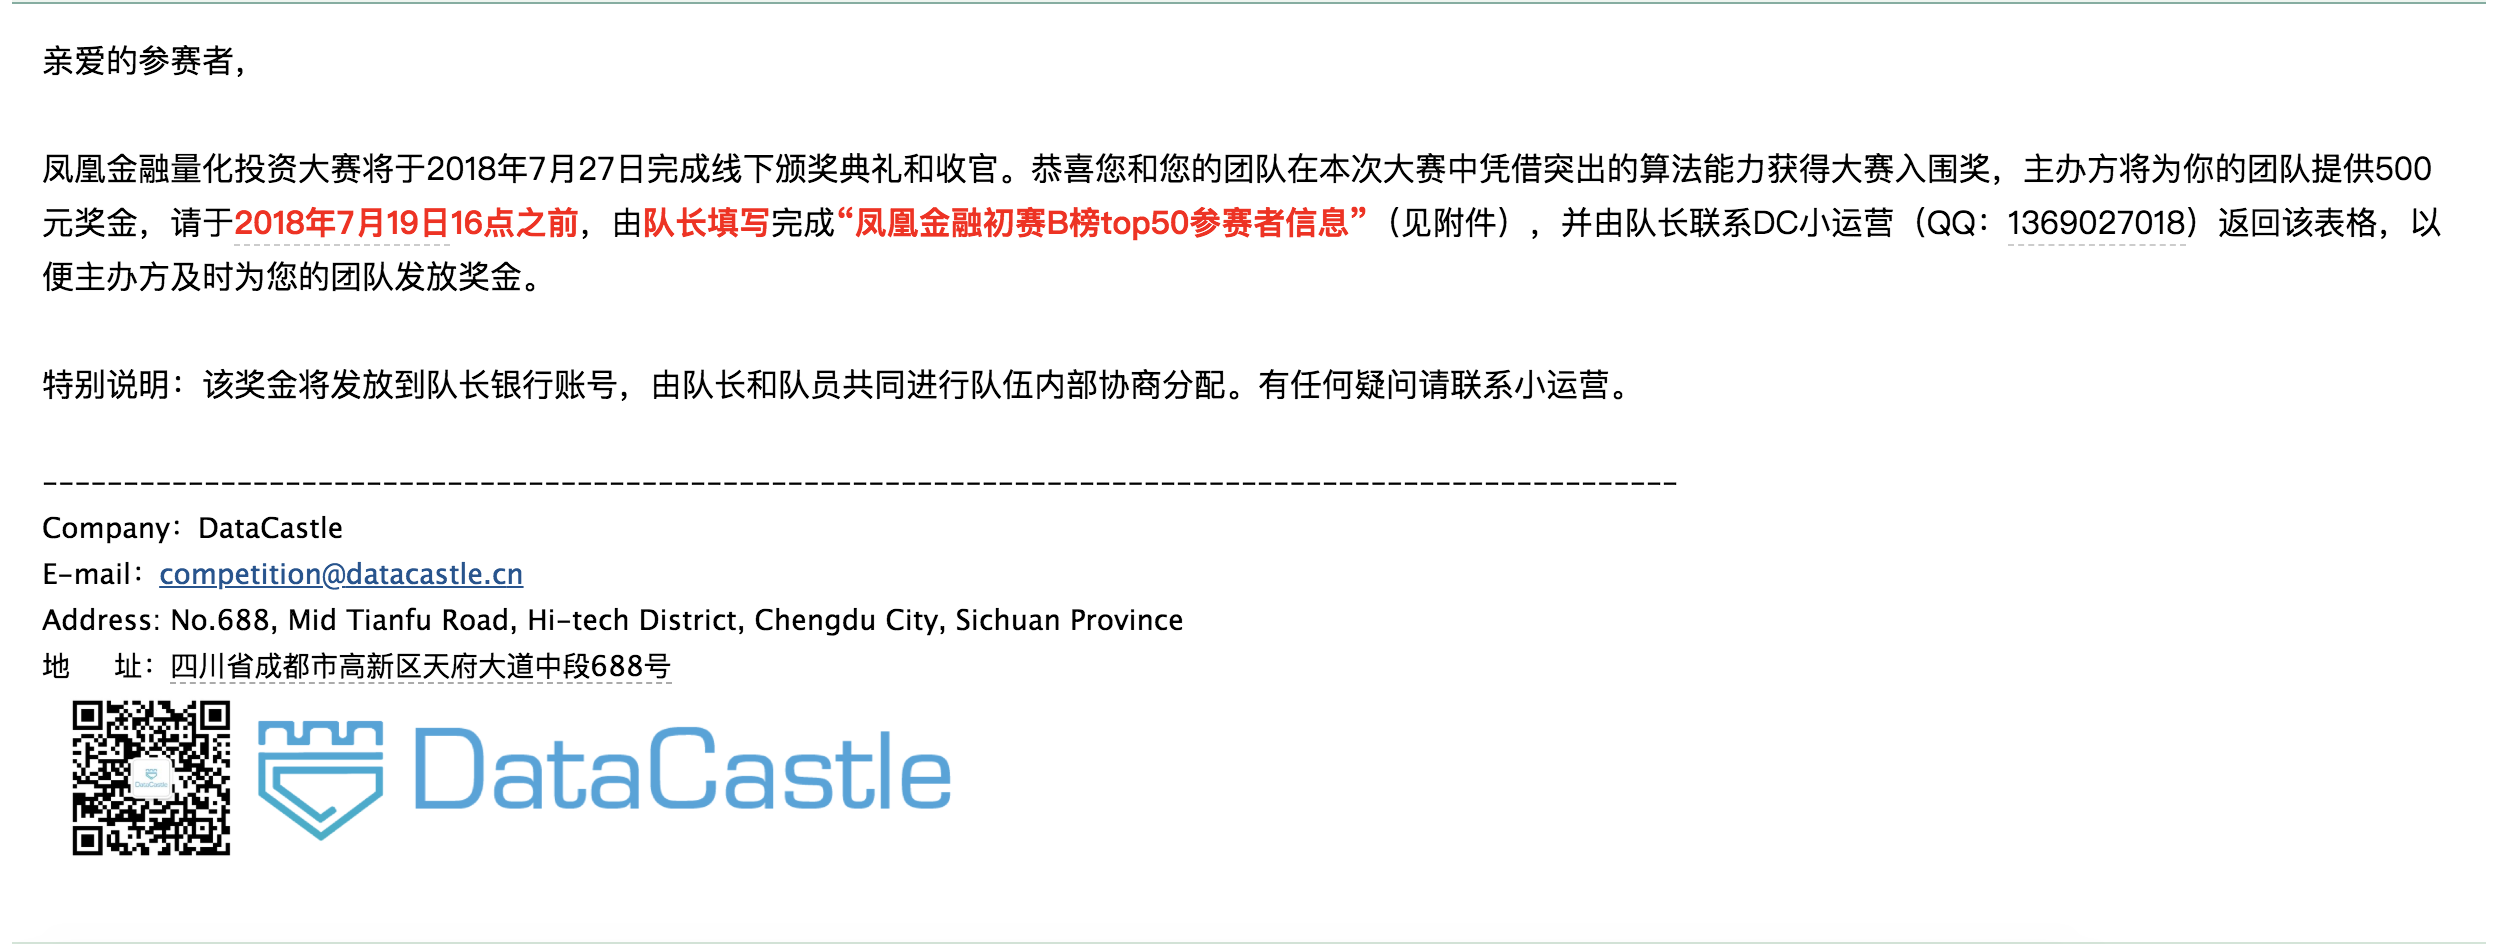 亲爱的参赛者，
凤凰金融量化投资大赛将于2018年7月27日完成线下颁奖典礼和收官。恭喜您和您的团队在本次大赛中凭借突出的算法能力获得大赛入围奖，主办方将为你的团队提供500
元奖金，请于2018年7月19日16点之前，由队长填写完成“凤凰金融初赛B榜top50参赛者信息”（见附件），并由队长联系DC小运营（QQ：1369027018）返回该表格，以
便主办方及时为您的团队发放奖金。
特别说明：该奖金将发放到队长银行账号，由队长和队员共同进行队伍内部协商分配。有任何疑问请联系小运营。
Company：DataCastle
E-mail：competition@datacastle.cn
Address: No.688, Mid Tianfu Road, Hi-tech District, Chengdu City, Sichuan Province
地 址：四川省成都市高新区天府大道中段688号
DataCastle
DataCastle